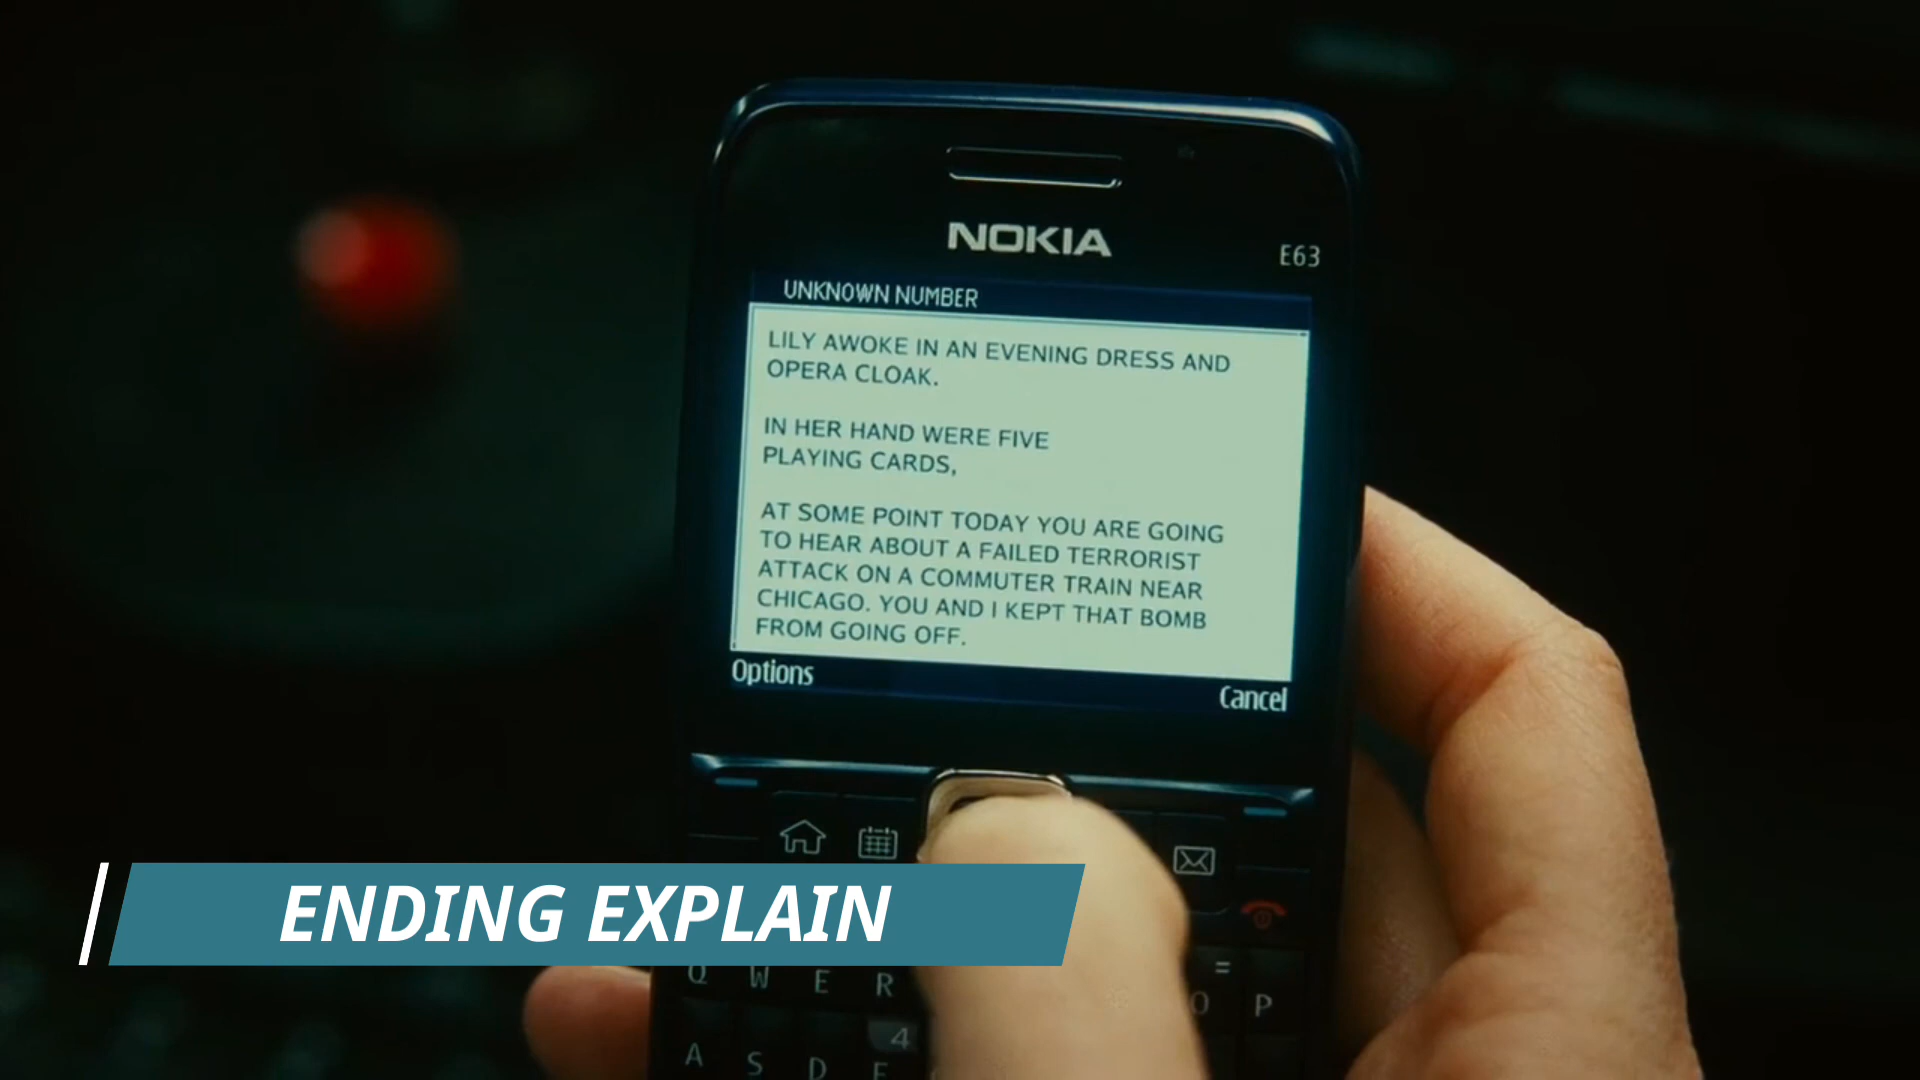 NOKIA
E63
UNKNOWN NUMBER
LILY AWOKE IN AN EVENING DRESS AND
OPERA CLOAK.
IN HER HAND WERE FIVE
PLAYING CARDS,
AT SOME POINT TODAY YOU ARE GOING
TO HEAR ABOUT A FAILED TERRORIST
ATTACK ON A COMMUTER TRAIN NEAR
CHICAGO. YOU AND I KEPT THAT BOMB
FROM GOING OFF.
Options Cancel
ENDING EXPLAIN
Q W E R = O P
4
A S D F